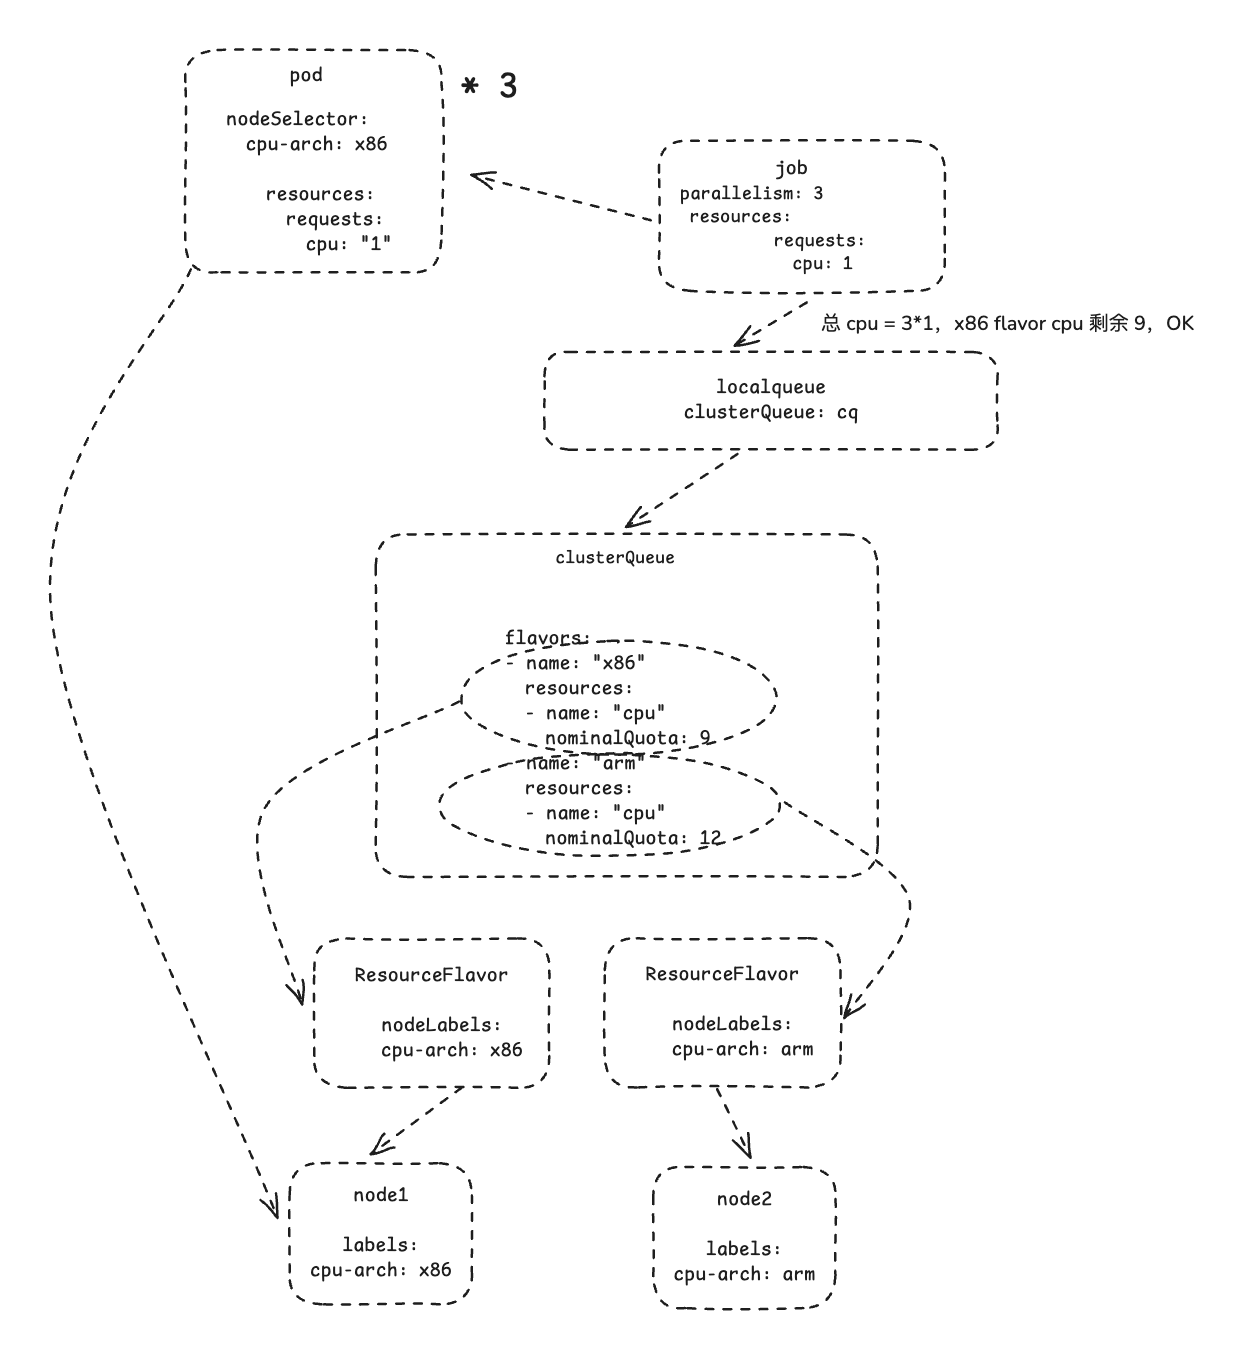 pod
* 3
nodeSelector:
cpu-arch: x86
resources:
requests:
cpu: "1"
job
parallelism: 3
resources:
requests:
cpu: 1
总 cpu = 3*1，x86 flavor cpu 剩余 9，OK
localqueue
clusterQueue: cq
clusterQueue
flavors:
- name: "x86"
resources:
- name: "cpu"
nominalQuota: 9
- name: "arm"
resources:
- name: "cpu"
nominalQuota: 12
ResourceFlavor
nodeLabels:
cpu-arch: x86
ResourceFlavor
nodeLabels:
cpu-arch: arm
node1
labels:
cpu-arch: x86
node2
labels:
cpu-arch: arm